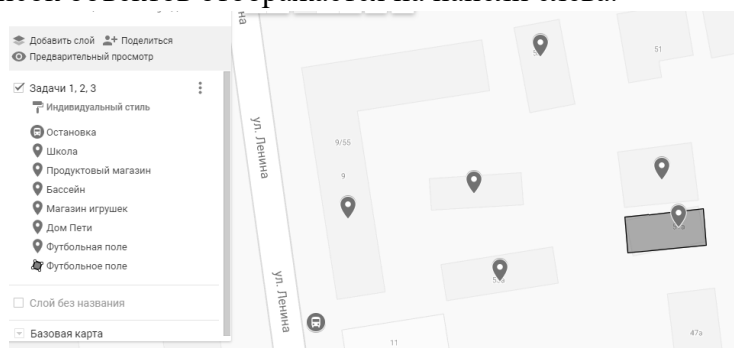 Добавить слой Поделиться
Предварительный просмотр
Задачи 1, 2, 3
Индивидуальный стиль
Остановка
Школа
Продуктовый магазин
Бассейн
Магазин игрушек
Дом Пети
Футбольная поле
Футбольное поле
Слой без названия
Базовая карта
на
ул. Ленина
ул. Ленина
9/55
9
51
11
47а